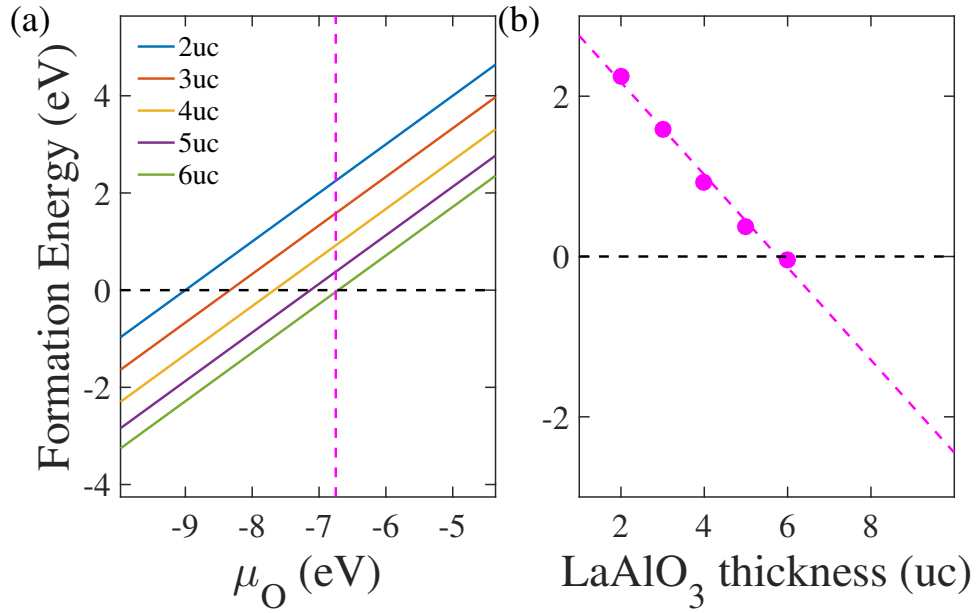 (a)
Formation Energy (eV)
4
2
0
-2
-4
2uc
3uc
4uc
5uc
6uc
-9
-8
-7
-6
-5
μ_O (eV)
(b)
2
0
-2
2
4
6
8
LaAlO₃ thickness (uc)